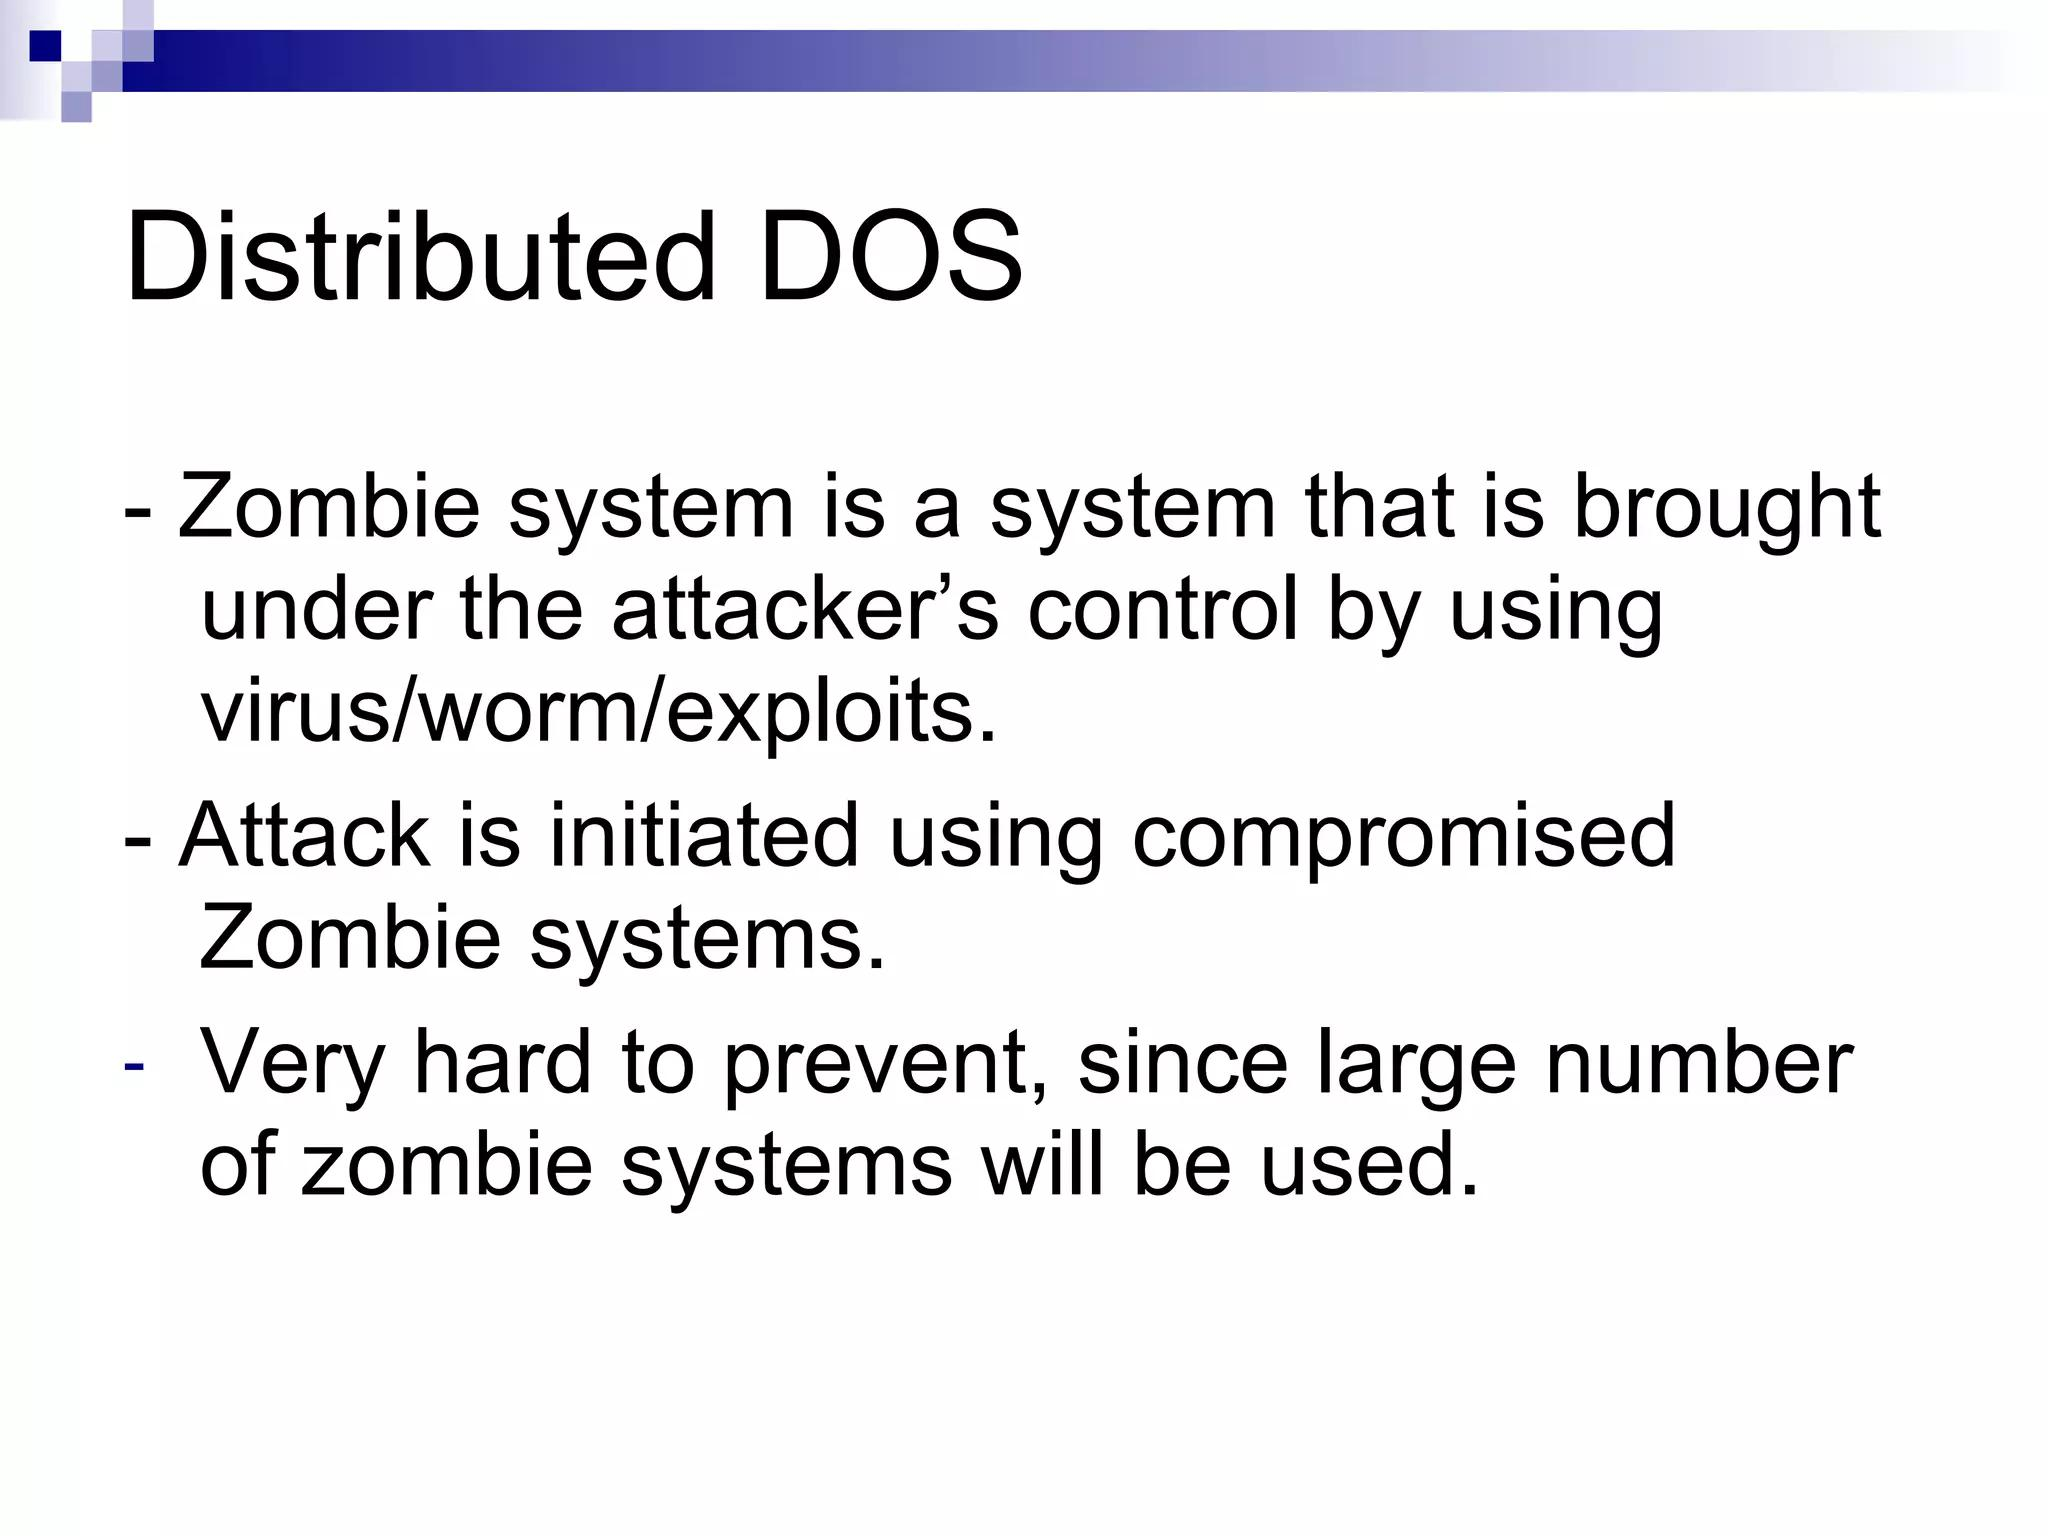 Distributed DOS
- Zombie system is a system that is brought
under the attacker’s control by using
virus/worm/exploits.
- Attack is initiated using compromised
Zombie systems.
- Very hard to prevent, since large number
of zombie systems will be used.